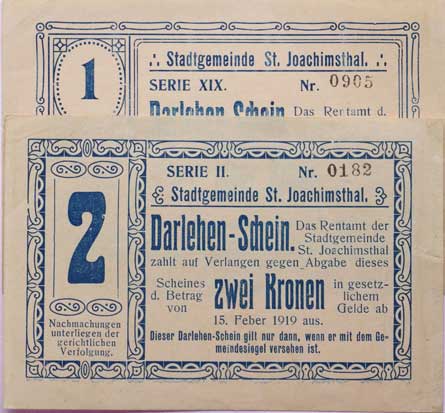 1
∴ Stadtgemeinde St. Joachimsthal. ∴
SERIE XIX. Nr. 0905
Darlehen-Schein. Das Rentamt d.
SERIE II. Nr. 0182
Stadtgemeinde St. Joachimsthal.
2
Darlehen-Schein. Das Rentamt der
Stadtgemeinde
St. Joechimsthal
zahlt auf Verlangen gegen Abgabe dieses
Scheines
d. Betrag
von
zwei Kronen
in gesetz-
lichem
Gelde ab
15. Feber 1919 aus.
Dieser Darlehen-Schein gilt nur dann, wenn er mit dem Ge-
meindesiegel versehen ist.
Nachmachungen
unterliegen der
gerichtlichen
Verfolgung.